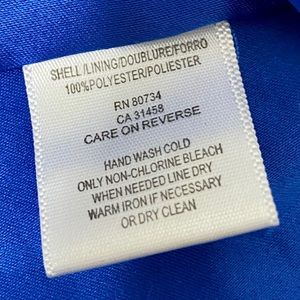 SHELL/LINING/DOUBLURE/FORRO
100%POLYESTER/POLIESTER
RN 80734
CA 31458
CARE ON REVERSE
HAND WASH COLD
ONLY NON-CHLORINE BLEACH
WHEN NEEDED LINE DRY
WARM IRON IF NECESSARY
OR DRY CLEAN